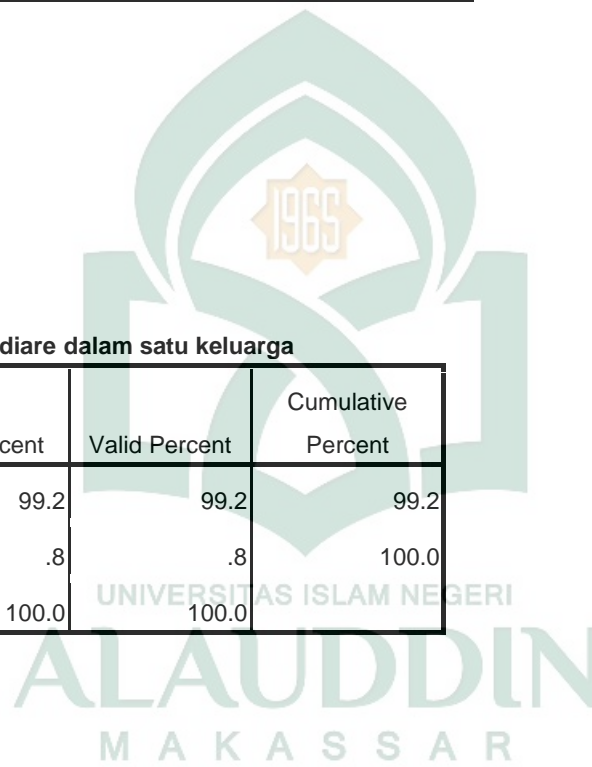 1965
diare dalam satu keluarga
cent Valid Percent Cumulative Percent
99.2 99.2 99.2
.8 .8 100.0
100.0 100.0
UNIVERSITAS ISLAM NEGERI
ALAUDDIN
MAKASSAR